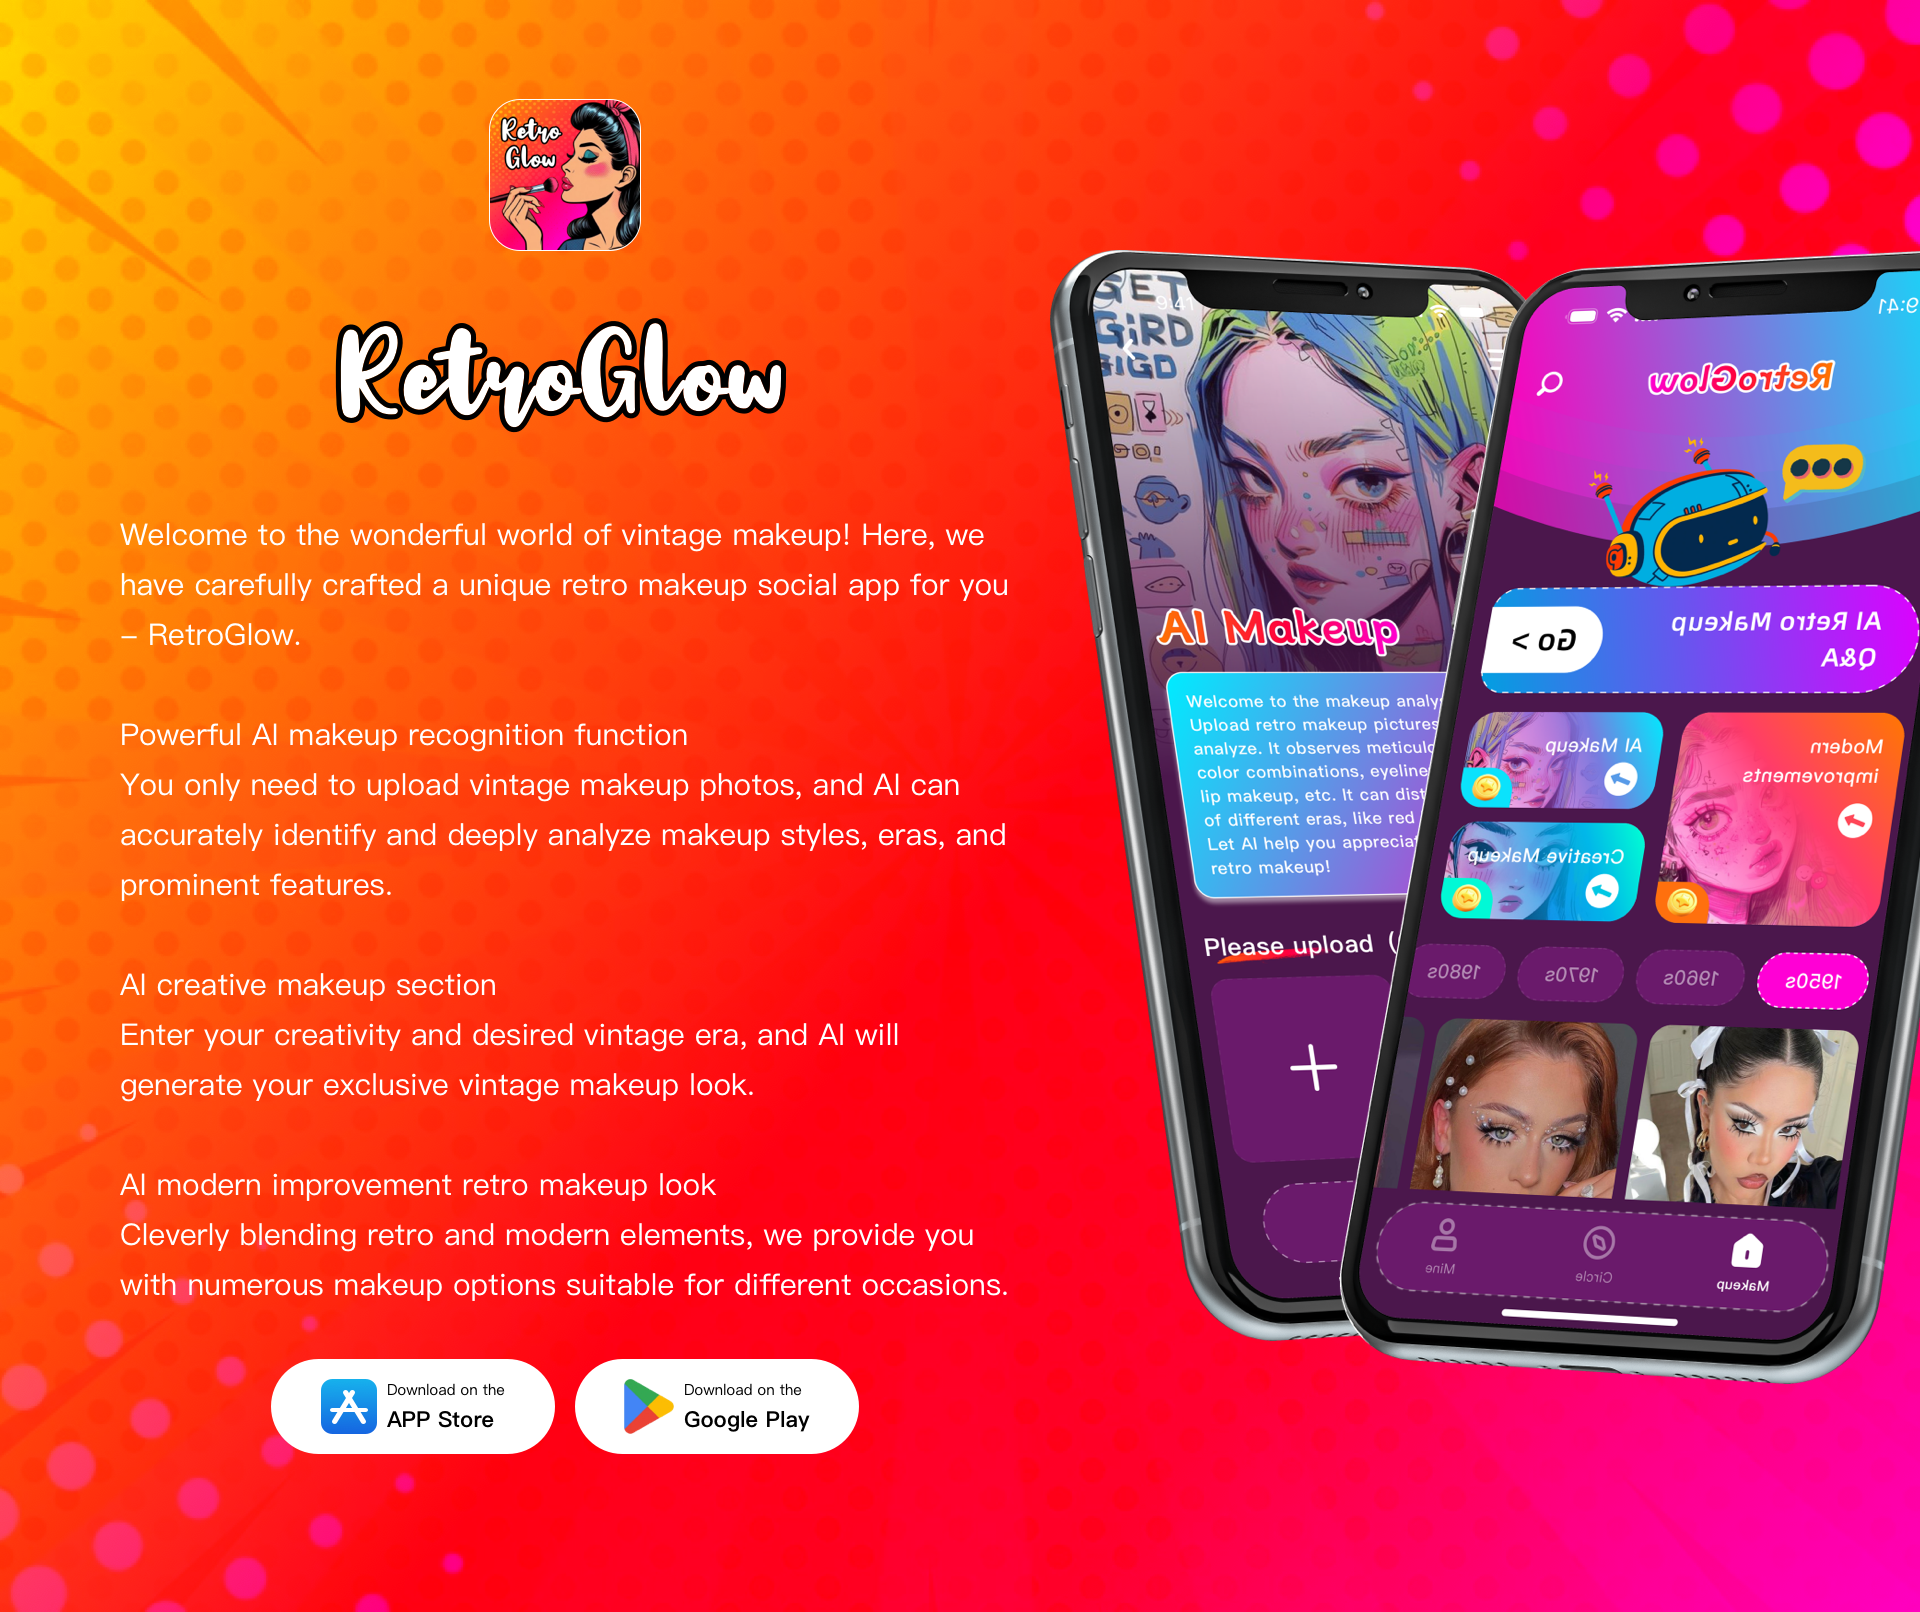 Retro
Glow
RetroGlow
Welcome to the wonderful world of vintage makeup! Here, we
have carefully crafted a unique retro makeup social app for you
– RetroGlow.
Powerful AI makeup recognition function
You only need to upload vintage makeup photos, and AI can
accurately identify and deeply analyze makeup styles, eras, and
prominent features.
AI creative makeup section
Enter your creativity and desired vintage era, and AI will
generate your exclusive vintage makeup look.
AI modern improvement retro makeup look
Cleverly blending retro and modern elements, we provide you
with numerous makeup options suitable for different occasions.
Download on the
APP Store
Download on the
Google Play
GET
GiRD
9:41
AI Makeup
Welcome to the makeup analy
Upload retro makeup pictures
analyze. It observes meticulo
color combinations, eyeline
lip makeup, etc. It can dist
of different eras, like red
Let AI help you apprecia
retro makeup!
Please upload (
9:41
RetroGlow
AI Retro Makeup
Q&A
Go >
AI Makeup
Modern
improvements
Creative Makeup
1950s
1960s
1970s
1980s
Makeup
Circle
Mine